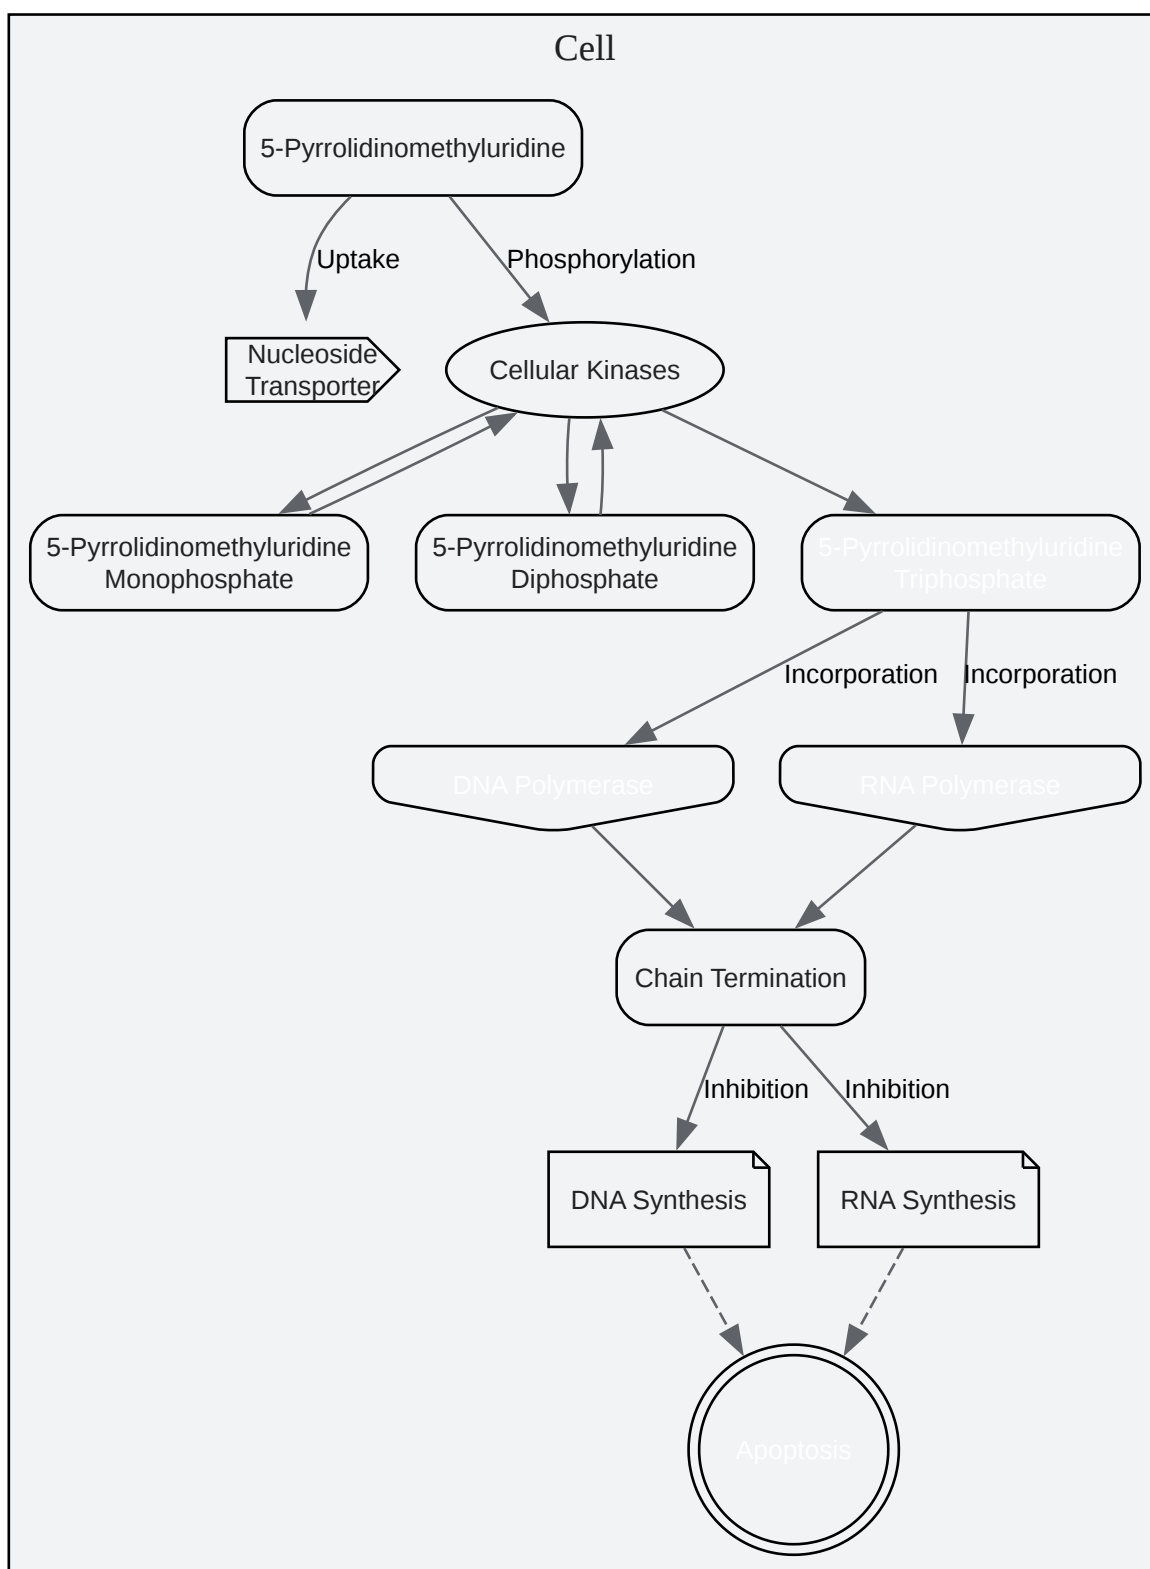 Cell
5-Pyrrolidinomethyluridine
Uptake
Phosphorylation
Nucleoside
Transporter
Cellular Kinases
5-Pyrrolidinomethyluridine
Monophosphate
5-Pyrrolidinomethyluridine
Diphosphate
5-Pyrrolidinomethyluridine
Triphosphate
Incorporation
Incorporation
DNA Polymerase
RNA Polymerase
Chain Termination
Inhibition
Inhibition
DNA Synthesis
RNA Synthesis
Apoptosis